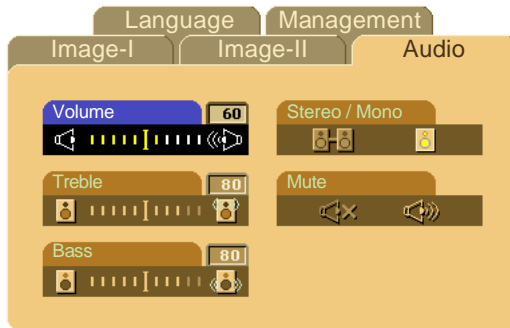 Language Management
Image-I Image-II Audio
Volume 60
Stereo / Mono
Treble 80
Mute
Bass 80